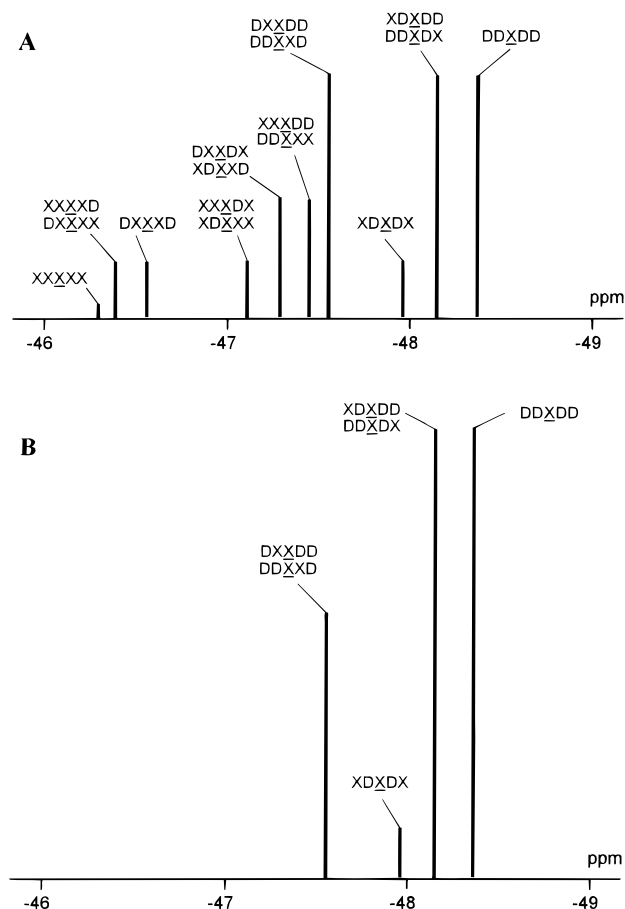 A
DXXDD
DDXXD
XDXDD
DDXDX
DDXDD
XXXDD
DDXXX
DXXDX
XDXXD
XXXXD
DXXXX
DXXXD
XXXDX
XDXXX
XDXDX
XXXXX
ppm
-46
-47
-48
-49
B
XDXDD
DDXDX
DDXDD
DXXDD
DDXXD
XDXDX
ppm
-46
-47
-48
-49